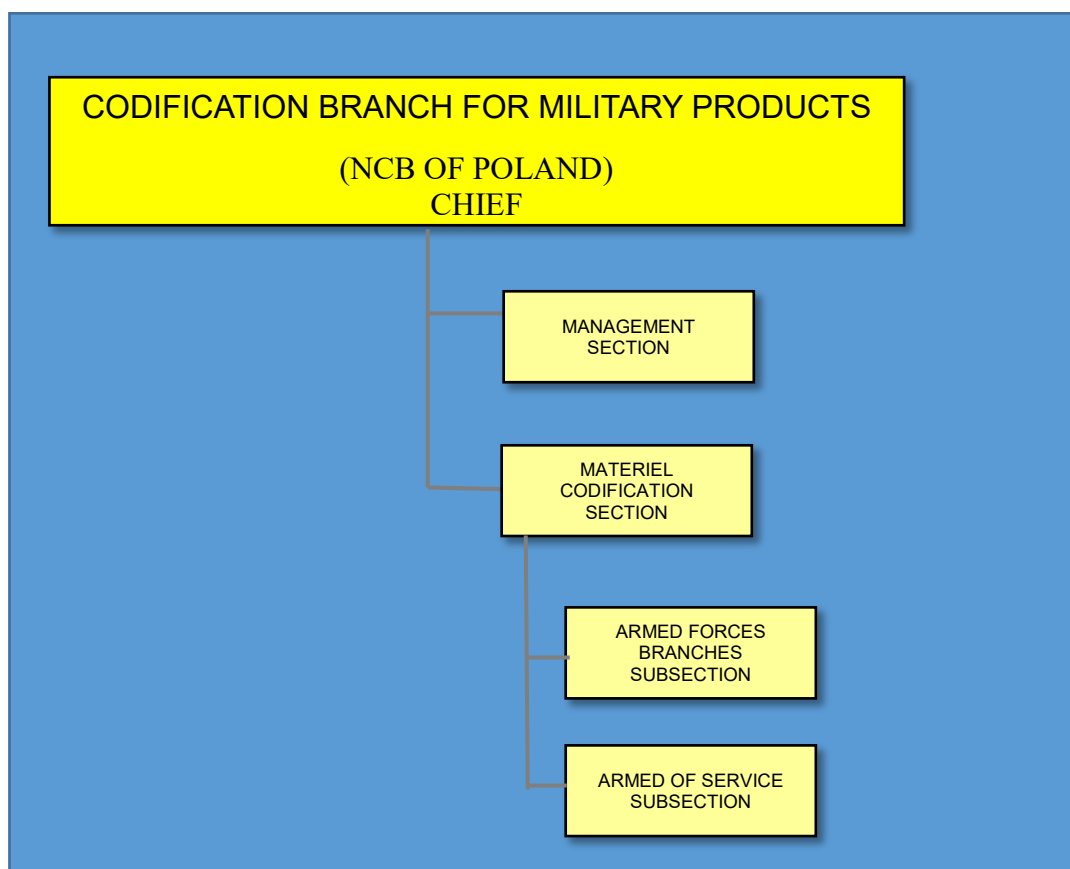 CODIFICATION BRANCH FOR MILITARY PRODUCTS
(NCB OF POLAND)
CHIEF
MANAGEMENT
SECTION
MATERIEL
CODIFICATION
SECTION
ARMED FORCES
BRANCHES
SUBSECTION
ARMED OF SERVICE
SUBSECTION